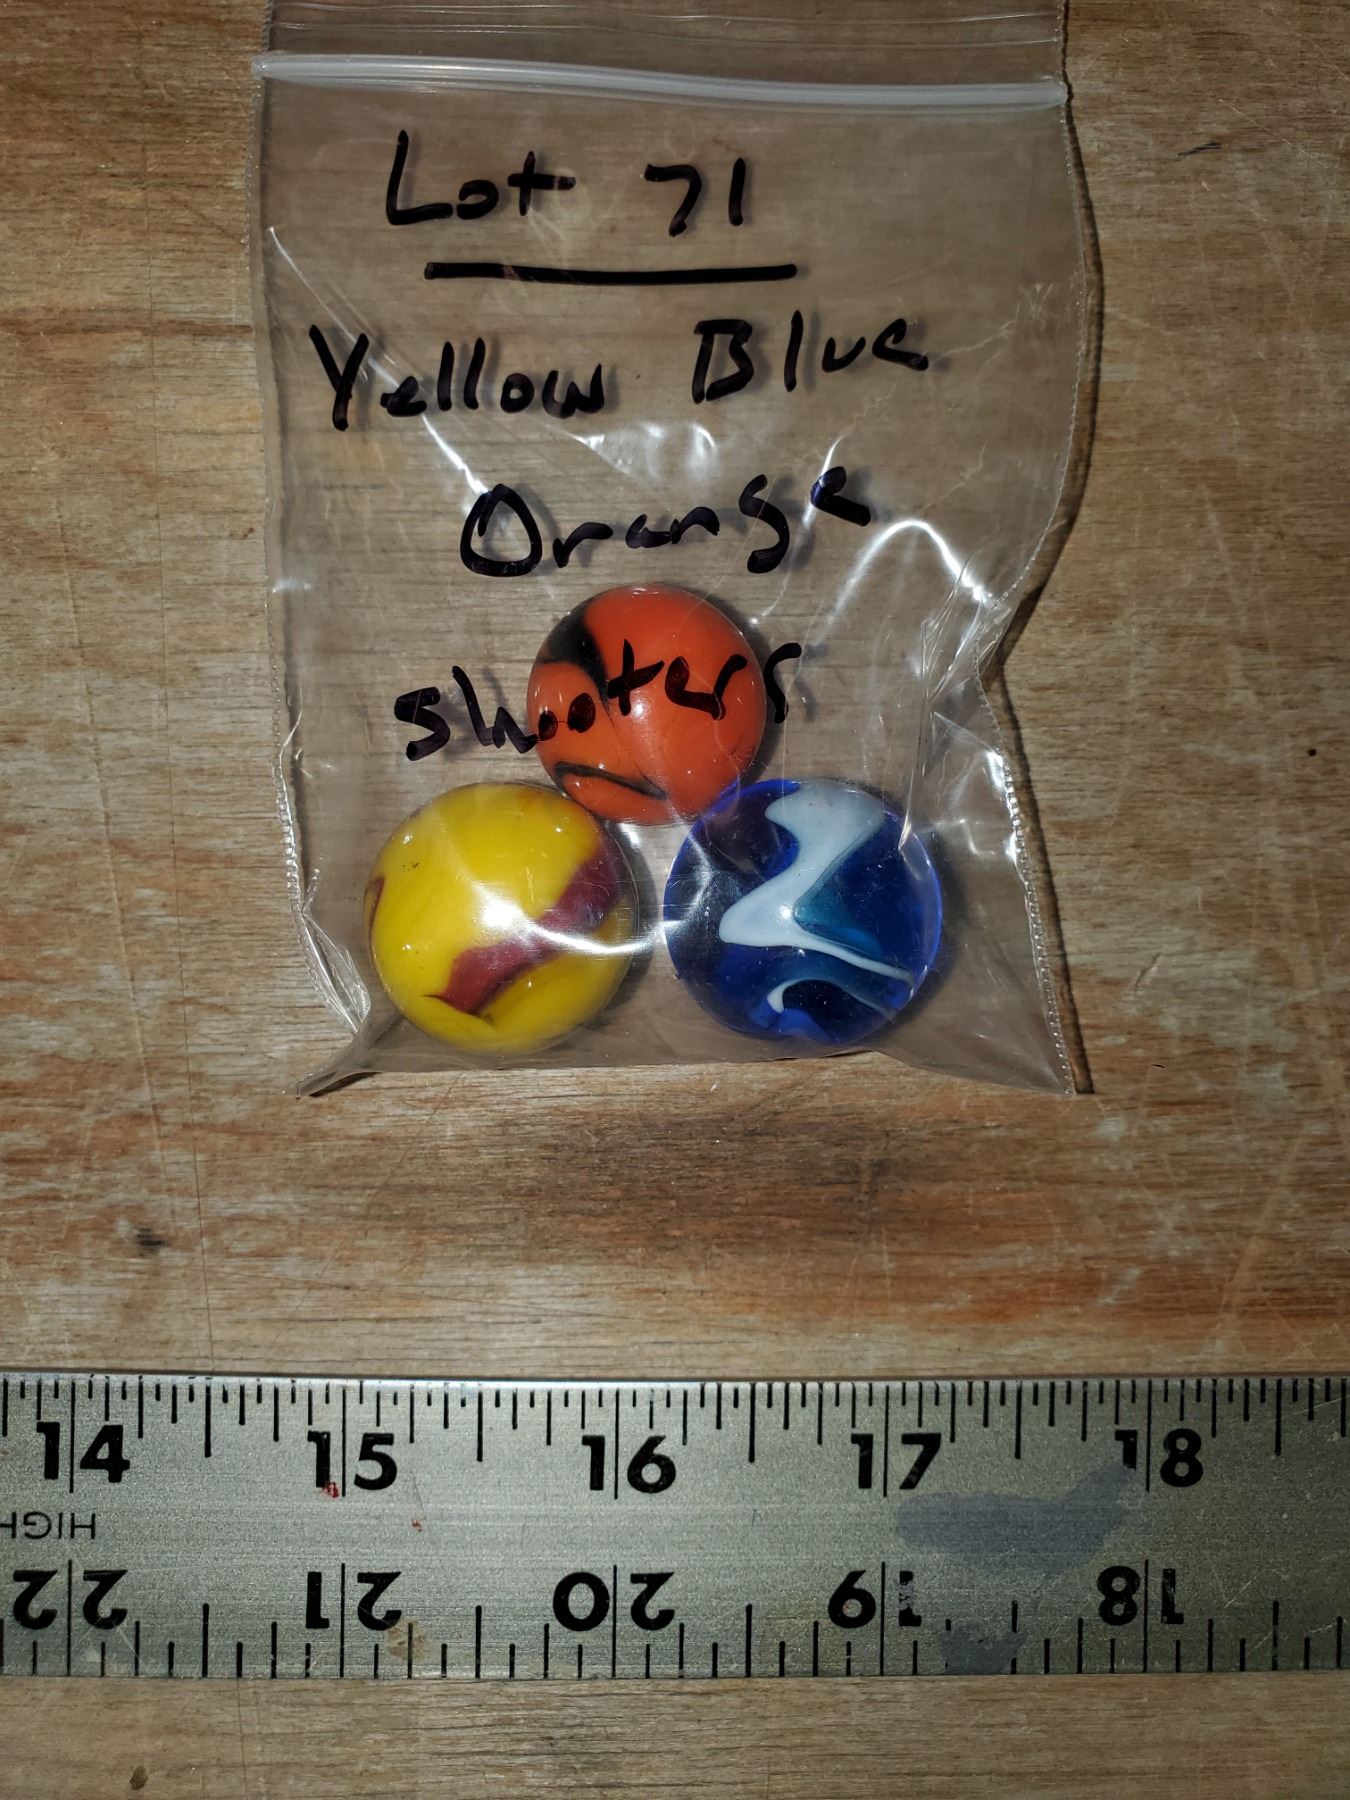 Lot 71
Yellow Blue
Orange
shooters
14 15 16 17 18
HIGH
22 21 20 19 18